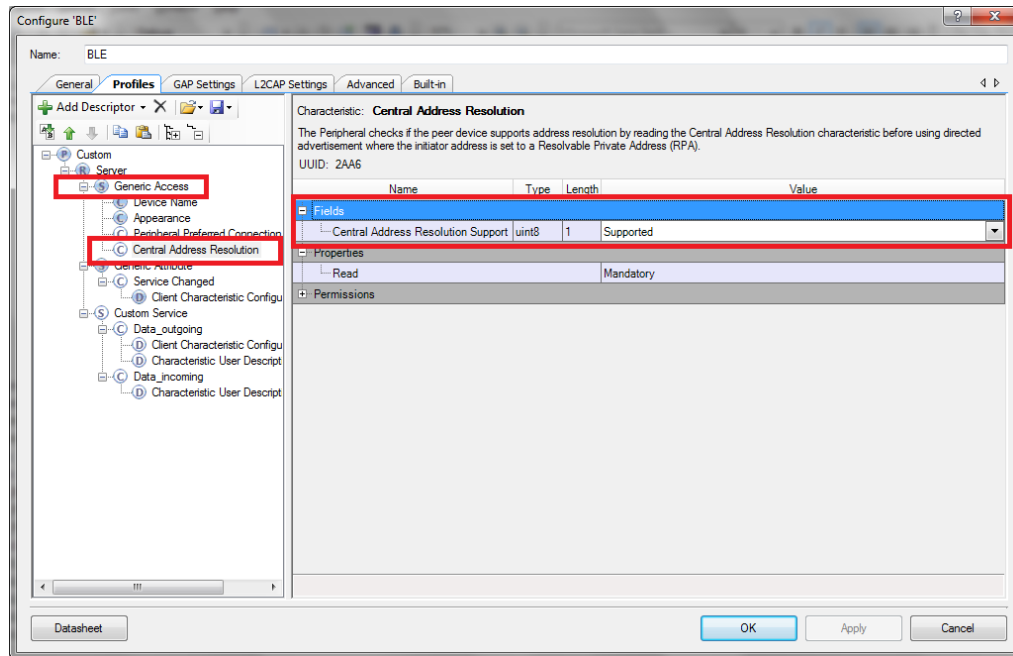 Configure 'BLE'
Name: BLE
General Profiles GAP Settings L2CAP Settings Advanced Built-in
Add Descriptor
Custom
Server
Generic Access
Device Name
Appearance
Peripheral Preferred Connection
Central Address Resolution
Generic Attribute
Service Changed
Client Characteristic Configu
Custom Service
Data_outgoing
Client Characteristic Configu
Characteristic User Descript
Data_incoming
Characteristic User Descript
Characteristic: Central Address Resolution
The Peripheral checks if the peer device supports address resolution by reading the Central Address Resolution characteristic before using directed
advertisement where the initiator address is set to a Resolvable Private Address (RPA).
UUID: 2AA6
Name Type Length Value
Fields
Central Address Resolution Support uint8 1 Supported
Properties
Read Mandatory
Permissions
Datasheet OK Apply Cancel